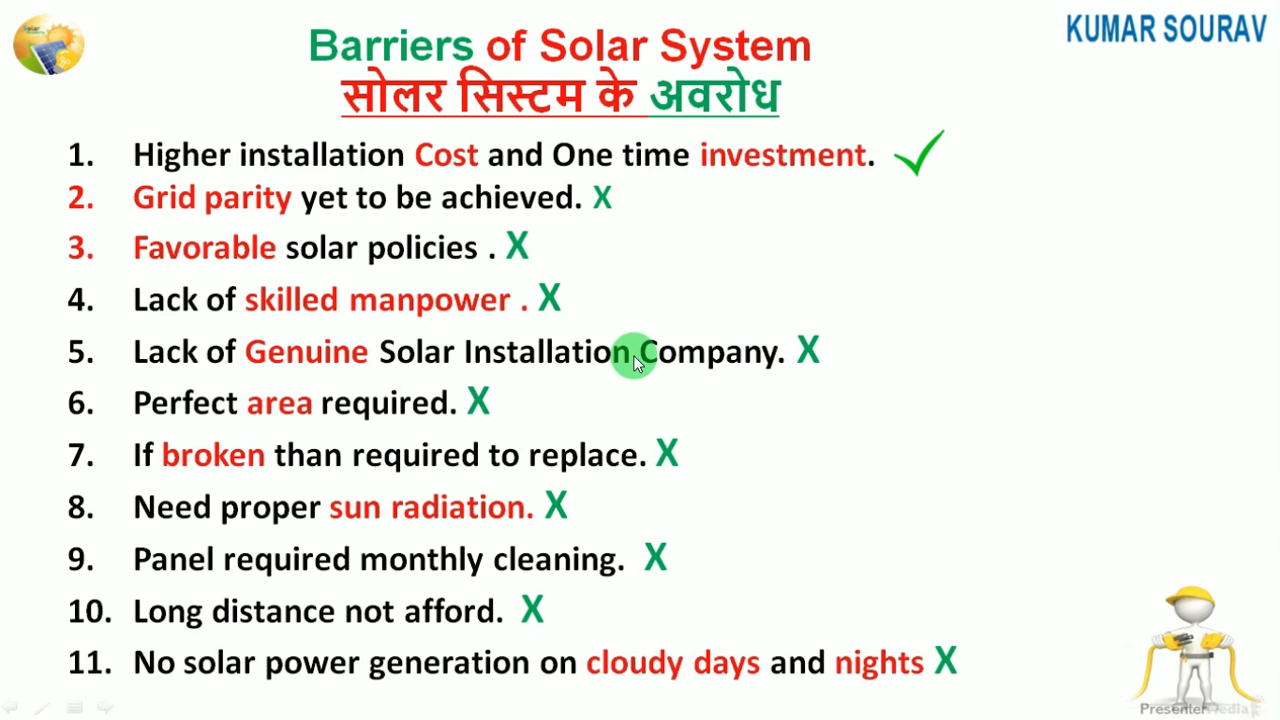 Solar
KUMAR SOURAV
Barriers of Solar System
सोलर सिस्टम के अवरोध
1. Higher installation Cost and One time investment.
2. Grid parity yet to be achieved. X
3. Favorable solar policies . X
4. Lack of skilled manpower . X
5. Lack of Genuine Solar Installation Company. X
6. Perfect area required. X
7. If broken than required to replace. X
8. Need proper sun radiation. X
9. Panel required monthly cleaning. X
10. Long distance not afford. X
11. No solar power generation on cloudy days and nights X
PresenterMedia